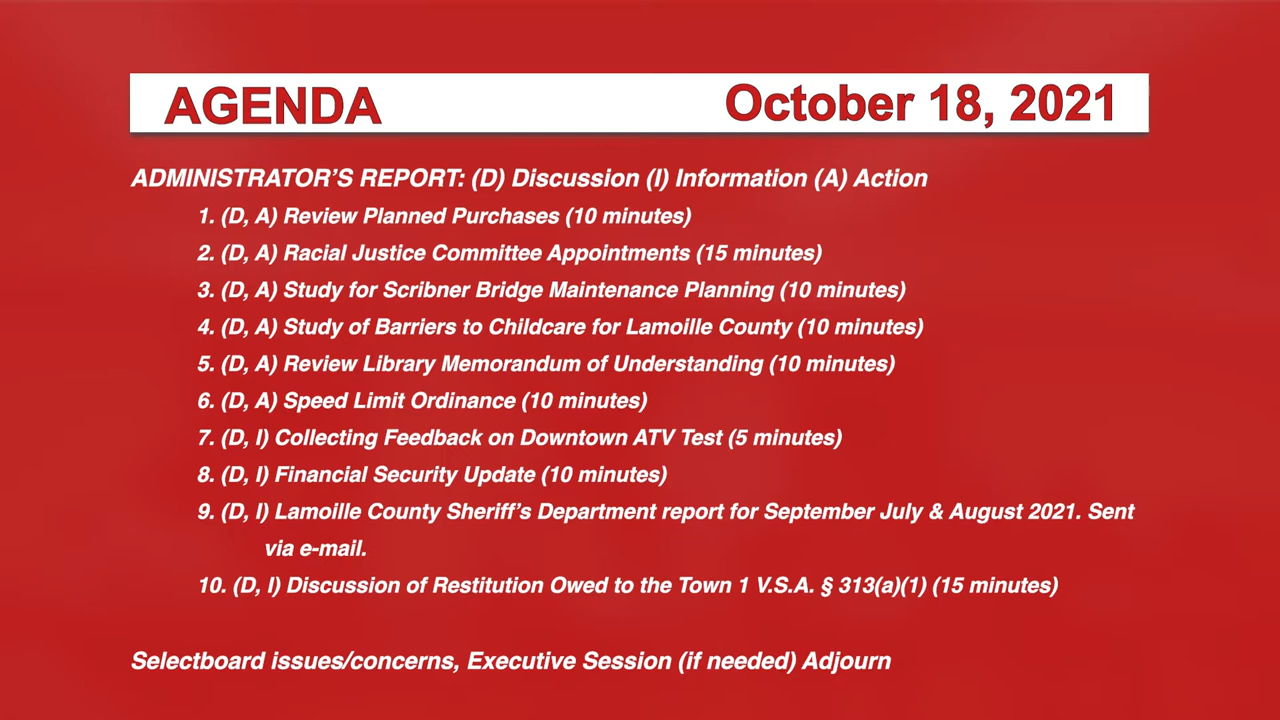 AGENDA October 18, 2021
ADMINISTRATOR'S REPORT: (D) Discussion (I) Information (A) Action
1. (D, A) Review Planned Purchases (10 minutes)
2. (D, A) Racial Justice Committee Appointments (15 minutes)
3. (D, A) Study for Scribner Bridge Maintenance Planning (10 minutes)
4. (D, A) Study of Barriers to Childcare for Lamoille County (10 minutes)
5. (D, A) Review Library Memorandum of Understanding (10 minutes)
6. (D, A) Speed Limit Ordinance (10 minutes)
7. (D, I) Collecting Feedback on Downtown ATV Test (5 minutes)
8. (D, I) Financial Security Update (10 minutes)
9. (D, I) Lamoille County Sheriff's Department report for September July & August 2021. Sent
via e-mail.
10. (D, I) Discussion of Restitution Owed to the Town 1 V.S.A. § 313(a)(1) (15 minutes)
Selectboard issues/concerns, Executive Session (if needed) Adjourn